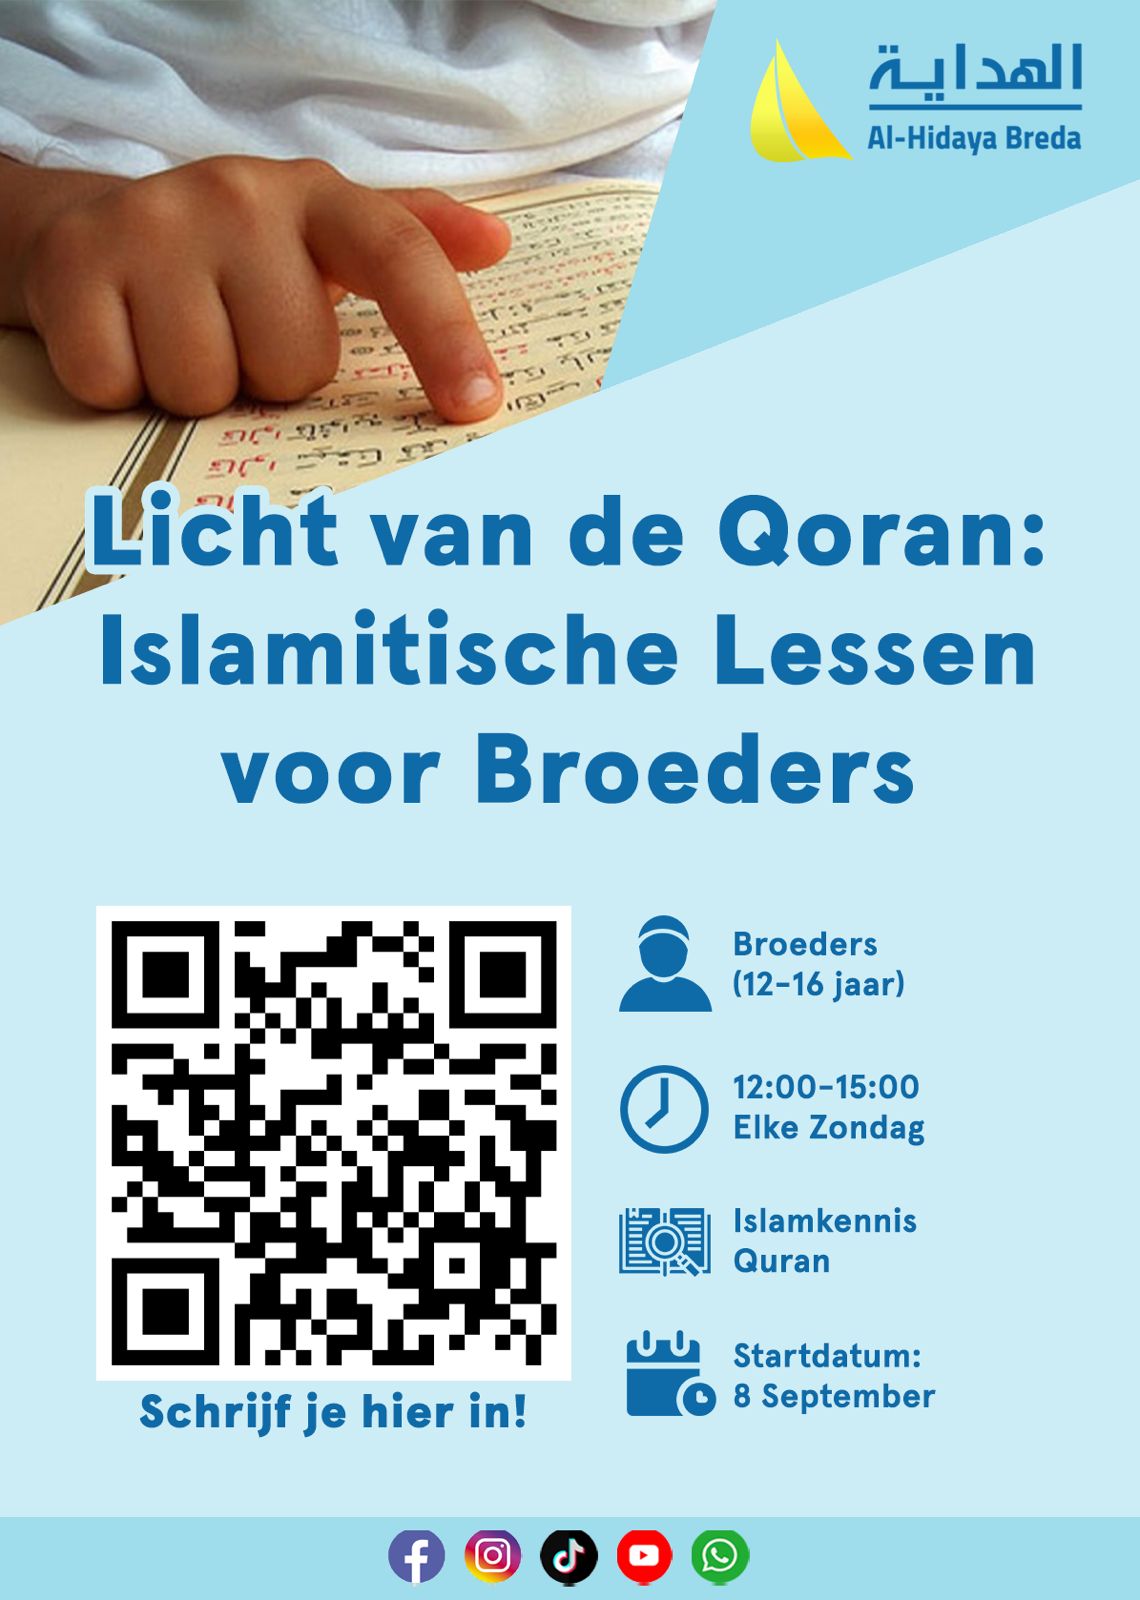 الهداية
Al-Hidaya Breda
Licht van de Qoran:
Islamitische Lessen
voor Broeders
Broeders
(12-16 jaar)
12:00-15:00
Elke Zondag
Islamkennis
Quran
Startdatum:
8 September
Schrijf je hier in!